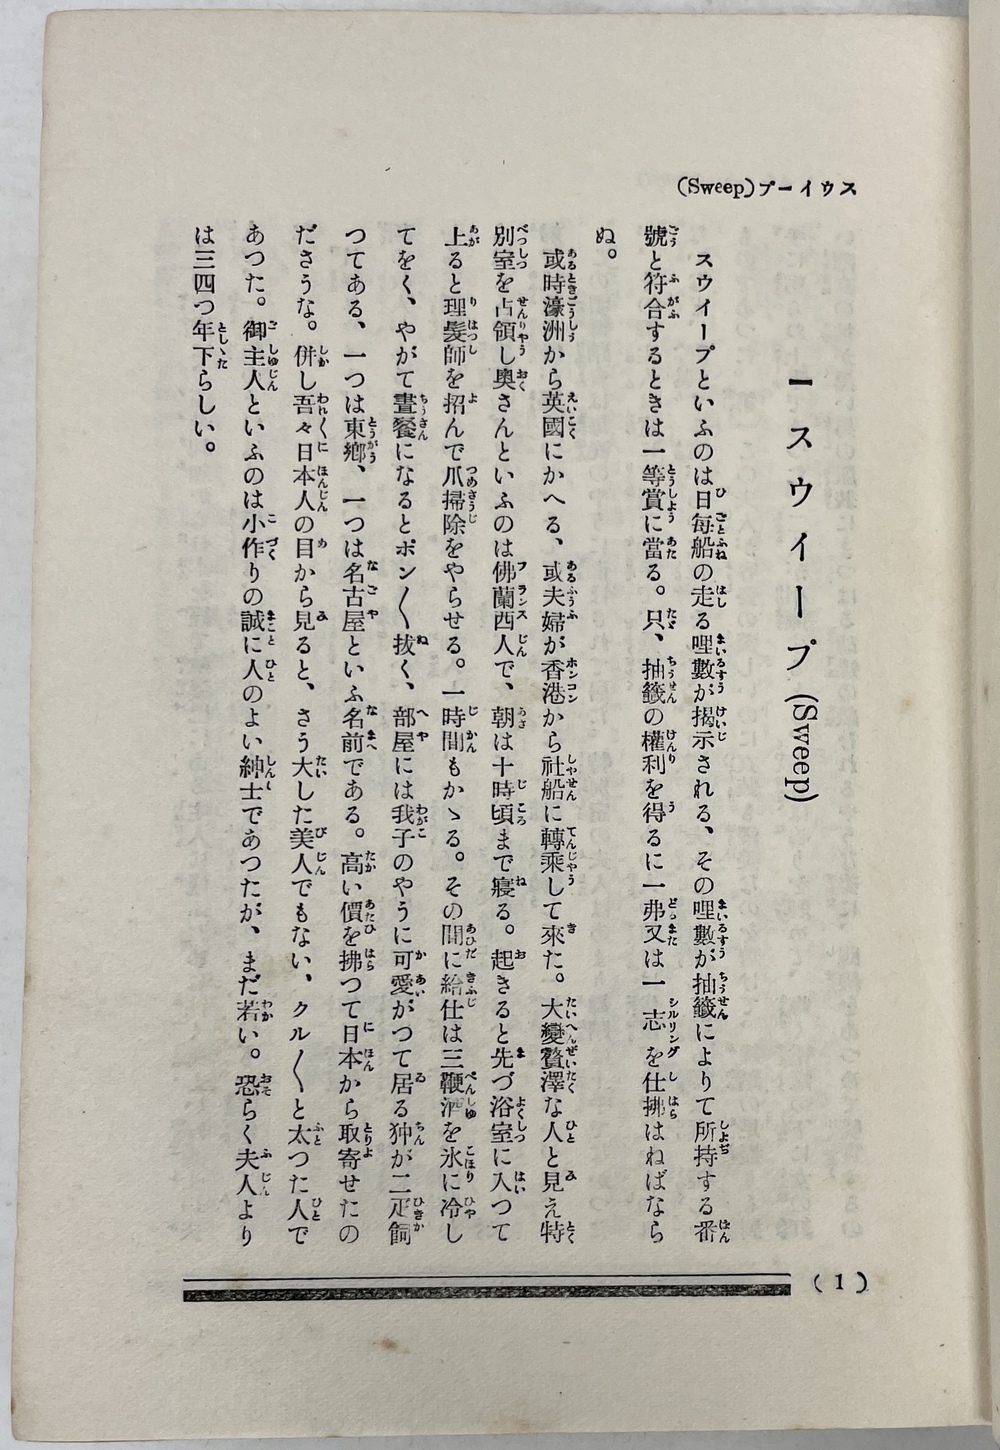 (Sweep)プーイウス
一 スウイープ (Sweep)
スウイープといふのは日毎船の走る哩數が揭示される、その哩數が抽籤によりて所持する番
號と符合するときは一等賞に當る。只、抽籤の權利を得るに一弗又は一志を仕拂はねばなら
ぬ。
或時濠洲から英國にかへる、或夫婦が香港から社船に轉乘して來た。大變贅澤な人と見え特
別室を占領し奧さんといふのは佛蘭西人で、朝は十時頃まで寢る。起きると先づ浴室に入つて
上ると理髮師を招んで爪掃除をやらせる。一時間もかゝる。その間に給仕は三鞭酒を氷に冷し
てをく、やがて晝餐になるとポン〱拔く、部屋には我子のやうに可愛がつて居る狆が二疋飼
つてある、一つは東鄕、一つは名古屋といふ名前である。高い價を拂つて日本から取寄せたの
ださうな。併し吾々日本人の目から見ると、さう大した美人でもない、クル〱と太つた人で
あつた。御主人といふのは小作りの誠に人のよい紳士であつたが、まだ若い。恐らく夫人より
は三四つ年下らしい。
(1)